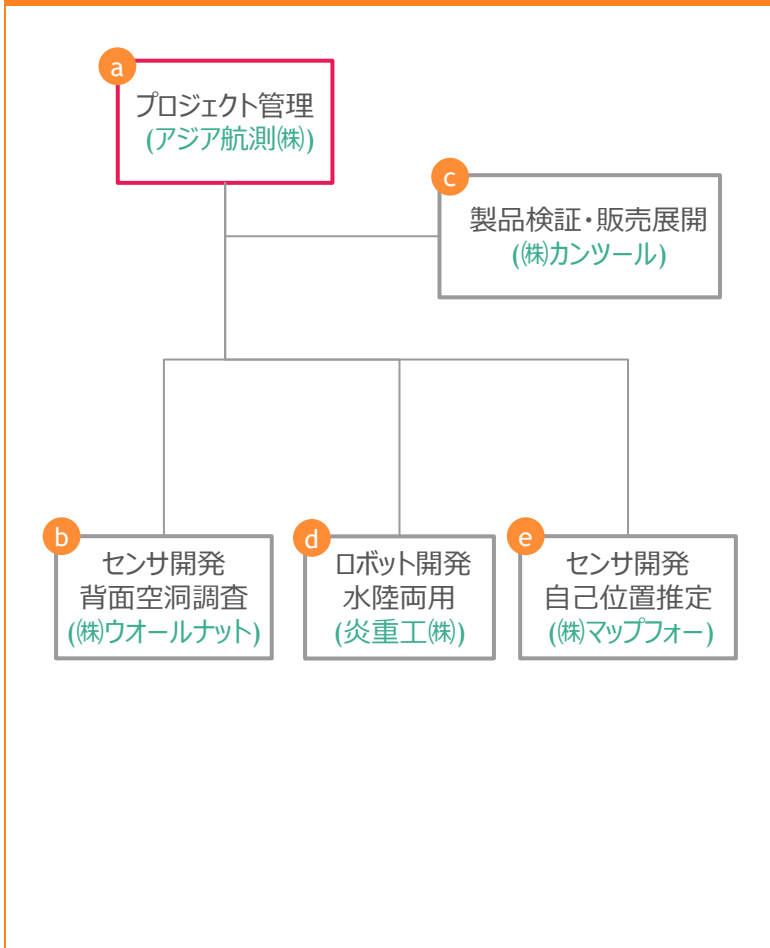 a
プロジェクト管理
(アジア航測㈱)
c
製品検証・販売展開
(㈱カンツール)
b
センサ開発
背面空洞調査
(㈱ウオールナット)
d
ロボット開発
水陸両用
(炎重工㈱)
e
センサ開発
自己位置推定
(㈱マップフォー)